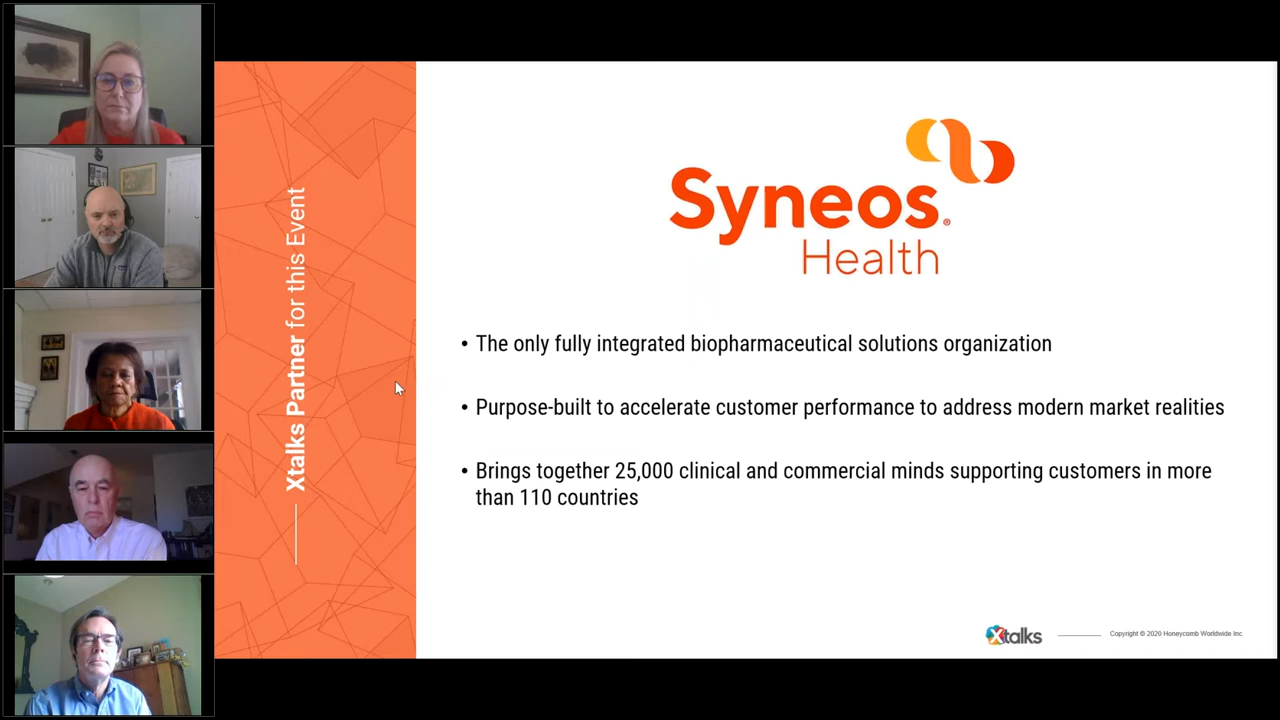 Xtalks Partner for this Event
Syneos®
Health
• The only fully integrated biopharmaceutical solutions organization
• Purpose-built to accelerate customer performance to address modern market realities
• Brings together 25,000 clinical and commercial minds supporting customers in more
than 110 countries
Xtalks
Copyright © 2020 Honeycomb Worldwide Inc.